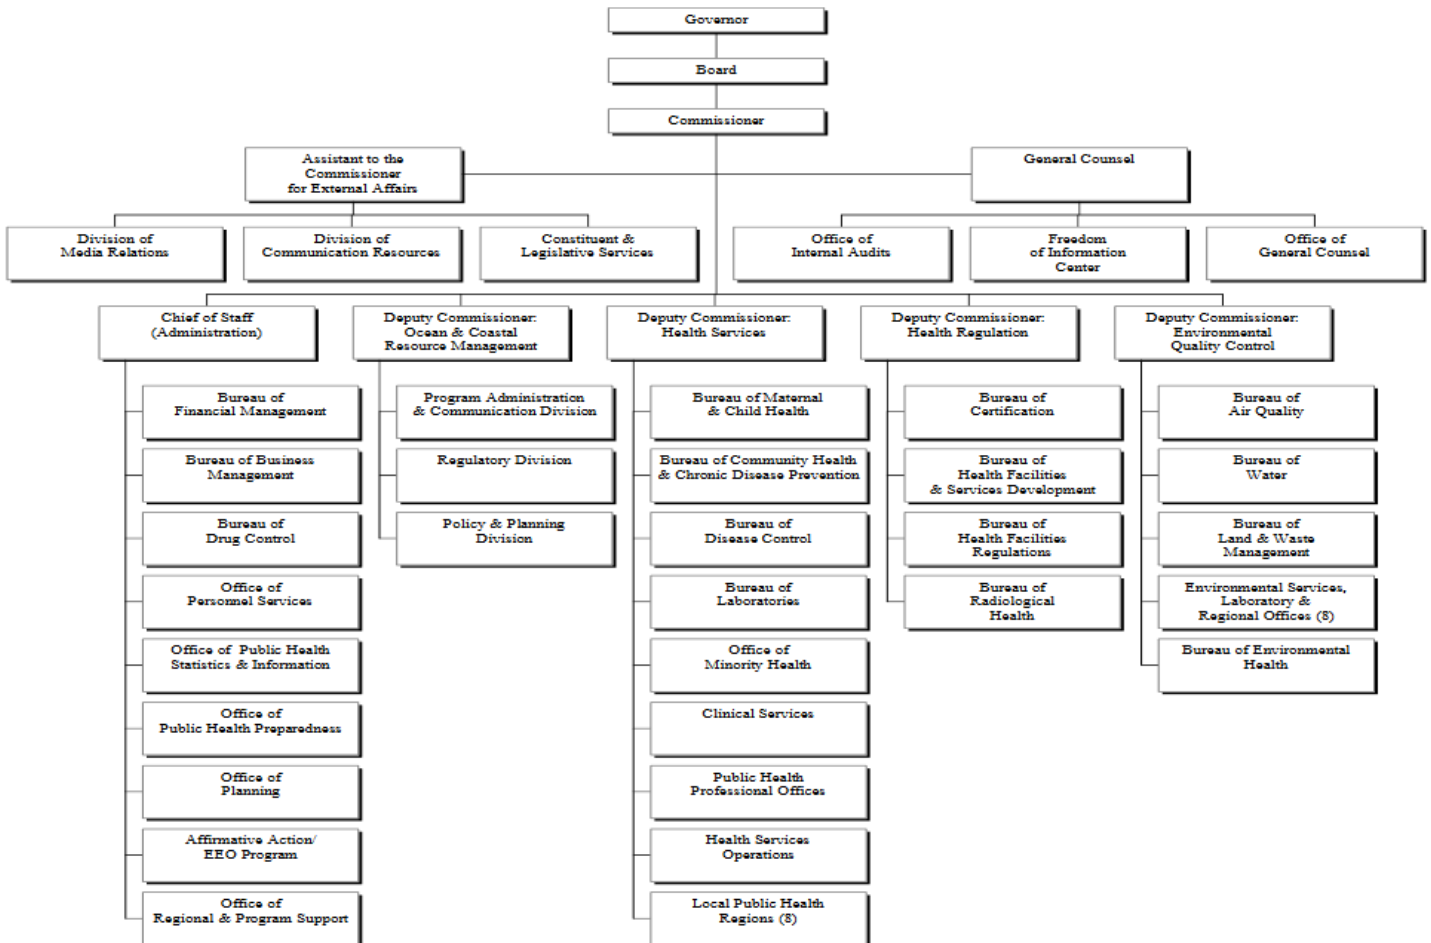 Governor
Board
Commissioner
Assistant to the
Commissioner
for External Affairs
General Counsel
Division of
Media Relations
Division of
Communication Resources
Constituent &
Legislative Services
Office of
Internal Audits
Freedom
of Information
Center
Office of
General Counsel
Chief of Staff
(Administration)
Deputy Commissioner:
Ocean & Coastal
Resource Management
Deputy Commissioner:
Health Services
Deputy Commissioner:
Health Regulation
Deputy Commissioner:
Environmental
Quality Control
Bureau of
Financial Management
Bureau of Business
Management
Bureau of
Drug Control
Office of
Personnel Services
Office of Public Health
Statistics & Information
Office of
Public Health Preparedness
Office of
Planning
Affirmative Action/
EEO Program
Office of
Regional & Program Support
Program Administration
& Communication Division
Regulatory Division
Policy & Planning
Division
Bureau of Maternal
& Child Health
Bureau of Community Health
& Chronic Disease Prevention
Bureau of
Disease Control
Bureau of
Laboratories
Office of
Minority Health
Clinical Services
Public Health
Professional Offices
Health Services
Operations
Local Public Health
Regions (8)
Bureau of
Certification
Bureau of
Health Facilities
& Services Development
Bureau of
Health Facilities
Regulations
Bureau of
Radiological
Health
Bureau of
Air Quality
Bureau of
Water
Bureau of
Land & Waste
Management
Environmental Services,
Laboratory &
Regional Offices (8)
Bureau of Environmental
Health